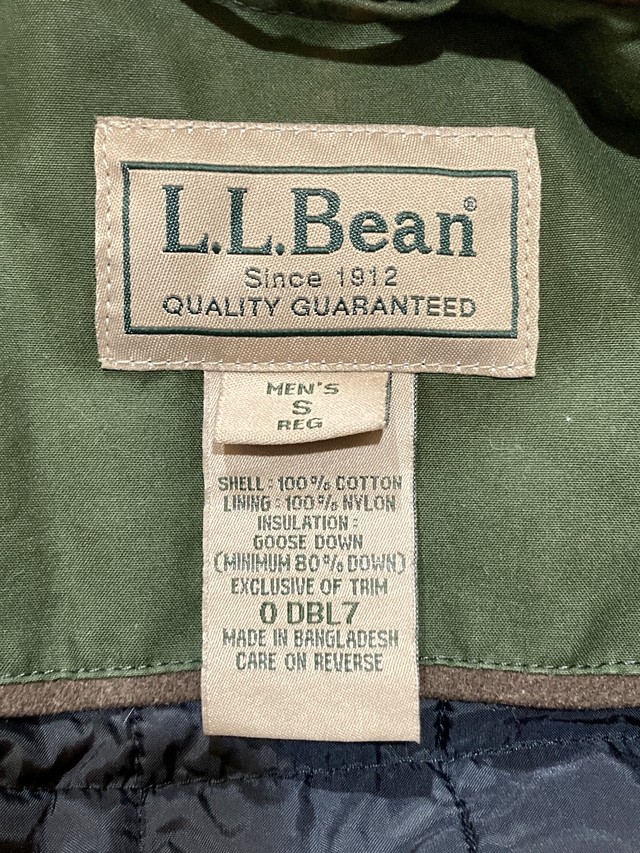 L.L.Bean®
Since 1912
QUALITY GUARANTEED
MEN'S
S
REG
SHELL : 100% COTTON
LINING : 100% NYLON
INSULATION :
GOOSE DOWN
(MINIMUM 80% DOWN)
EXCLUSIVE OF TRIM
0 DBL7
MADE IN BANGLADESH
CARE ON REVERSE